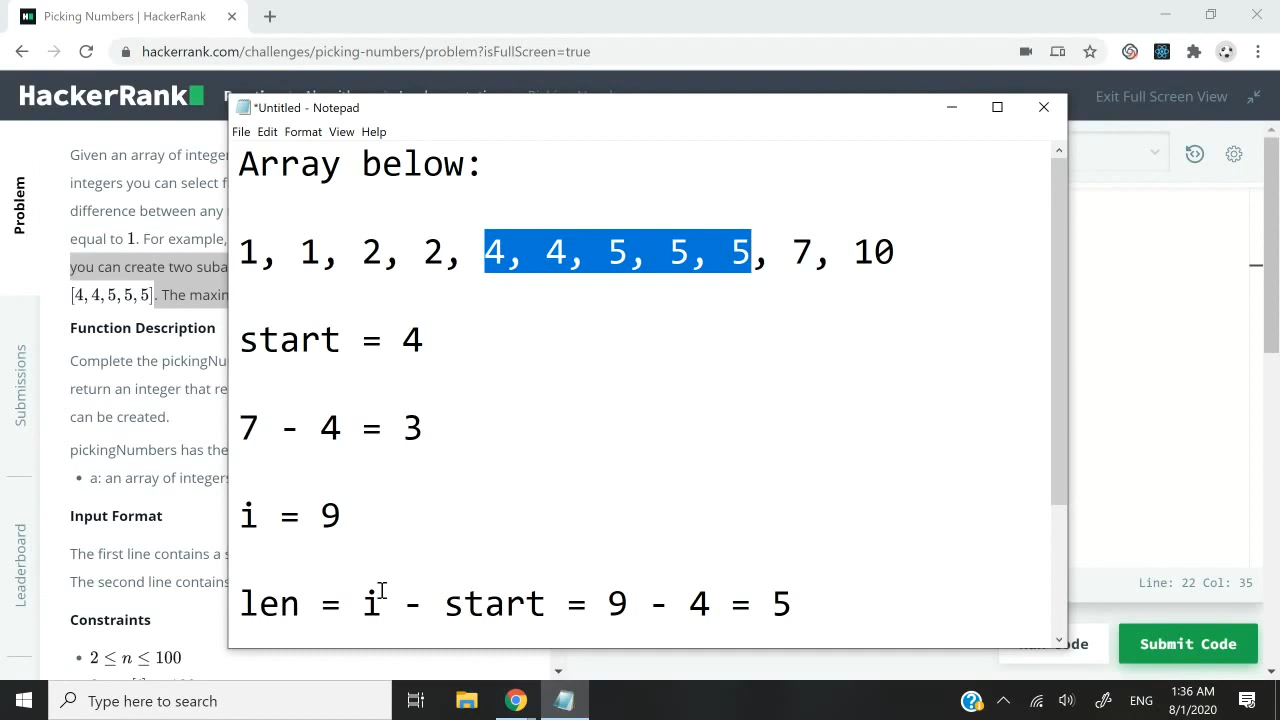 Picking Numbers | HackerRank
hackerrank.com/challenges/picking-numbers/problem?isFullScreen=true
HackerRank
Exit Full Screen View
*Untitled - Notepad
File Edit Format View Help
Array below:
1, 1, 2, 2, 4, 4, 5, 5, 5, 7, 10
start = 4
7 - 4 = 3
i = 9
len = i - start = 9 - 4 = 5
Problem
Submissions
Leaderboard
Given an array of integer
integers you can select f
difference between any
equal to 1. For example,
you can create two suba
[4, 4, 5, 5, 5]. The maxin
Function Description
Complete the pickingNu
return an integer that re
can be created.
pickingNumbers has the
• a: an array of integers
Input Format
The first line contains a s
The second line contains
Constraints
• 2 ≤ n ≤ 100
Line: 22 Col: 35
Submit Code
Type here to search
ENG
1:36 AM
8/1/2020